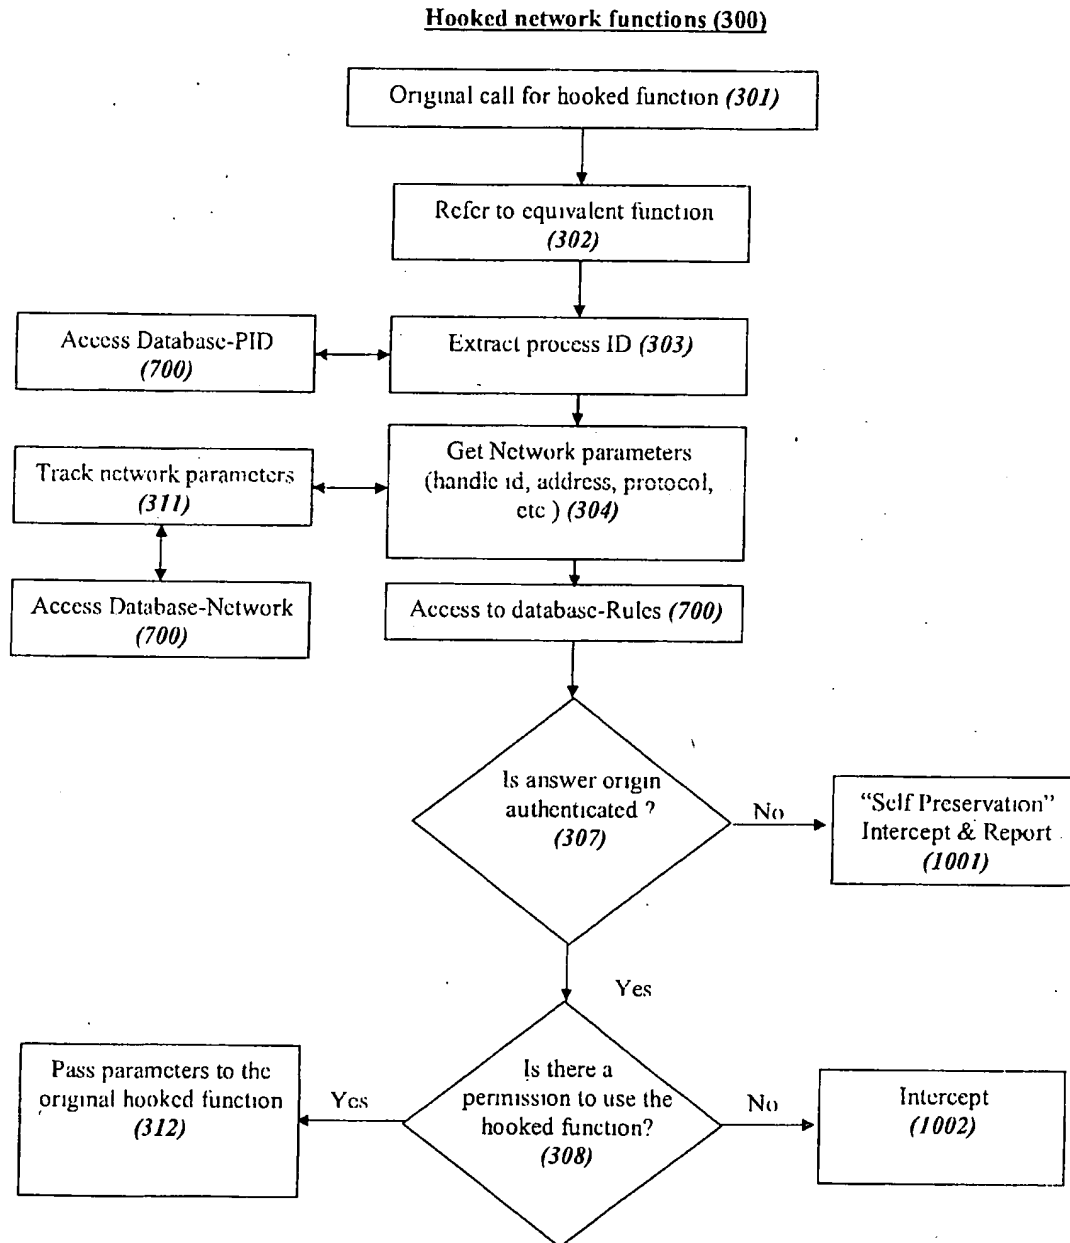 Hooked network functions (300)
Original call for hooked function (301)
Refer to equivalent function
(302)
Access Database-PID
(700)
Extract process ID (303)
Track network parameters
(311)
Get Network parameters
(handle id, address, protocol,
etc ) (304)
Access Database-Network
(700)
Access to database-Rules (700)
Is answer origin
authenticated ?
(307)
No
"Self Preservation"
Intercept & Report
(1001)
Yes
Pass parameters to the
original hooked function
(312)
Yes
Is there a
permission to use the
hooked function?
(308)
No
Intercept
(1002)